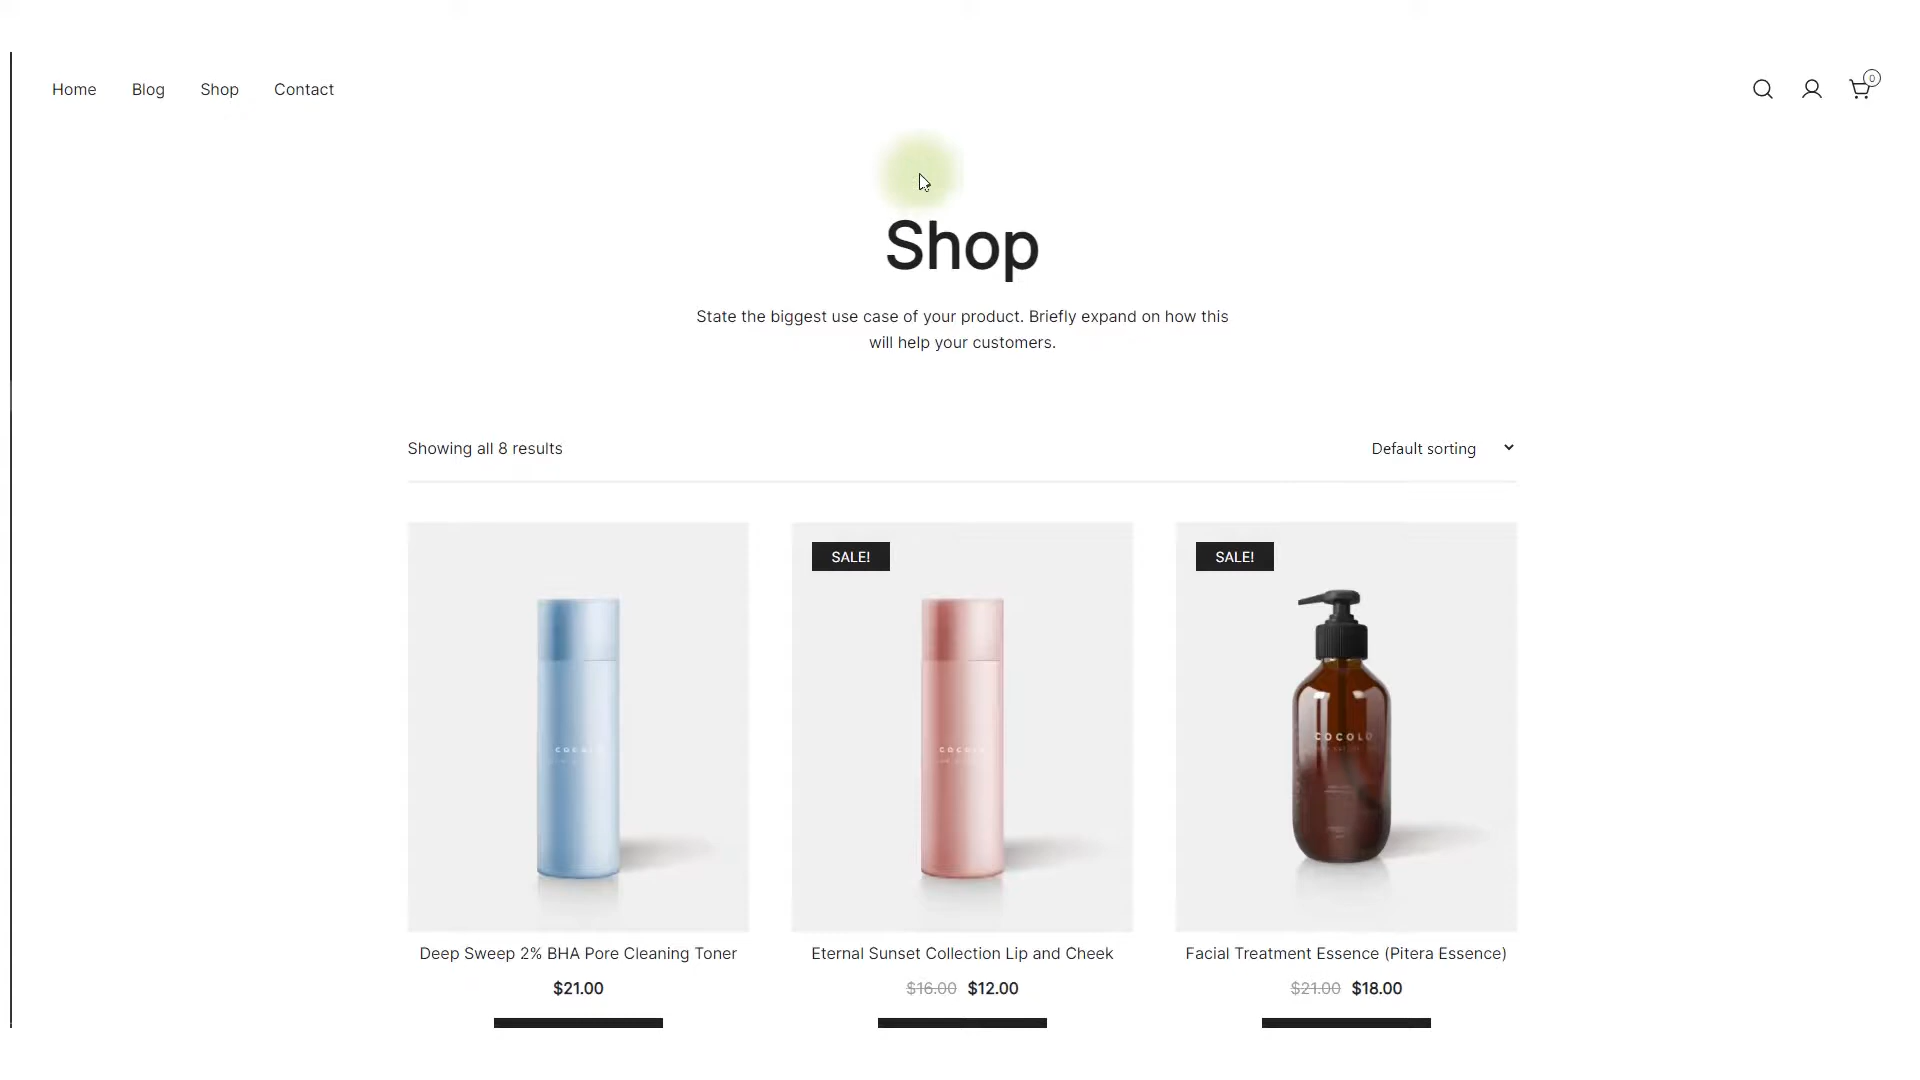 Home Blog Shop Contact
0
Shop
State the biggest use case of your product. Briefly expand on how this
will help your customers.
Showing all 8 results
Default sorting
SALE!
SALE!
COCOLO
Deep Sweep 2% BHA Pore Cleaning Toner
$21.00
Eternal Sunset Collection Lip and Cheek
$16.00 $12.00
Facial Treatment Essence (Pitera Essence)
$21.00 $18.00